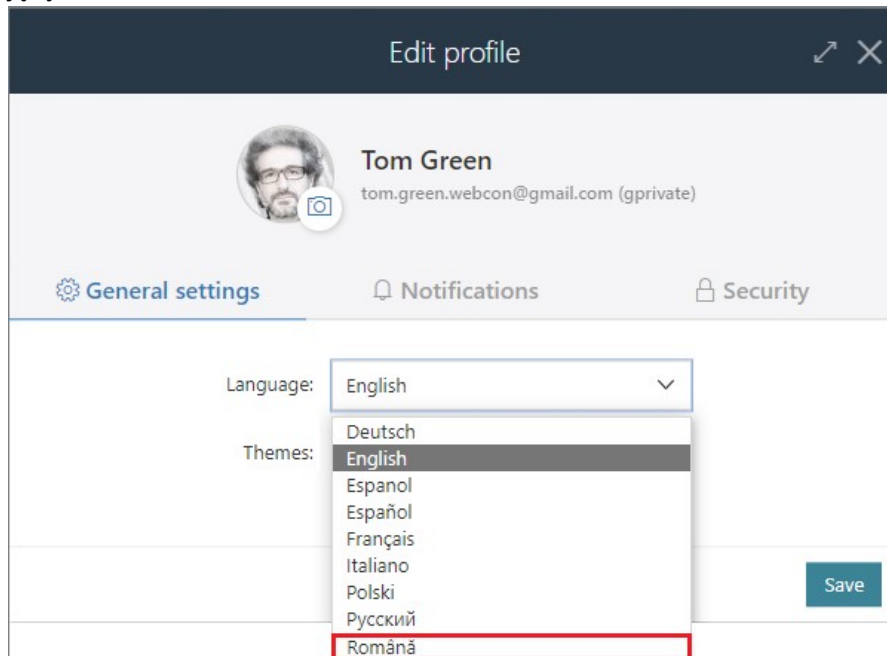 Edit profile
Tom Green
tom.green.webcon@gmail.com (gprivate)
General settings
Notifications
Security
Language:
English
Themes:
Deutsch
English
Espanol
Español
Français
Italiano
Polski
Русский
Română
Save